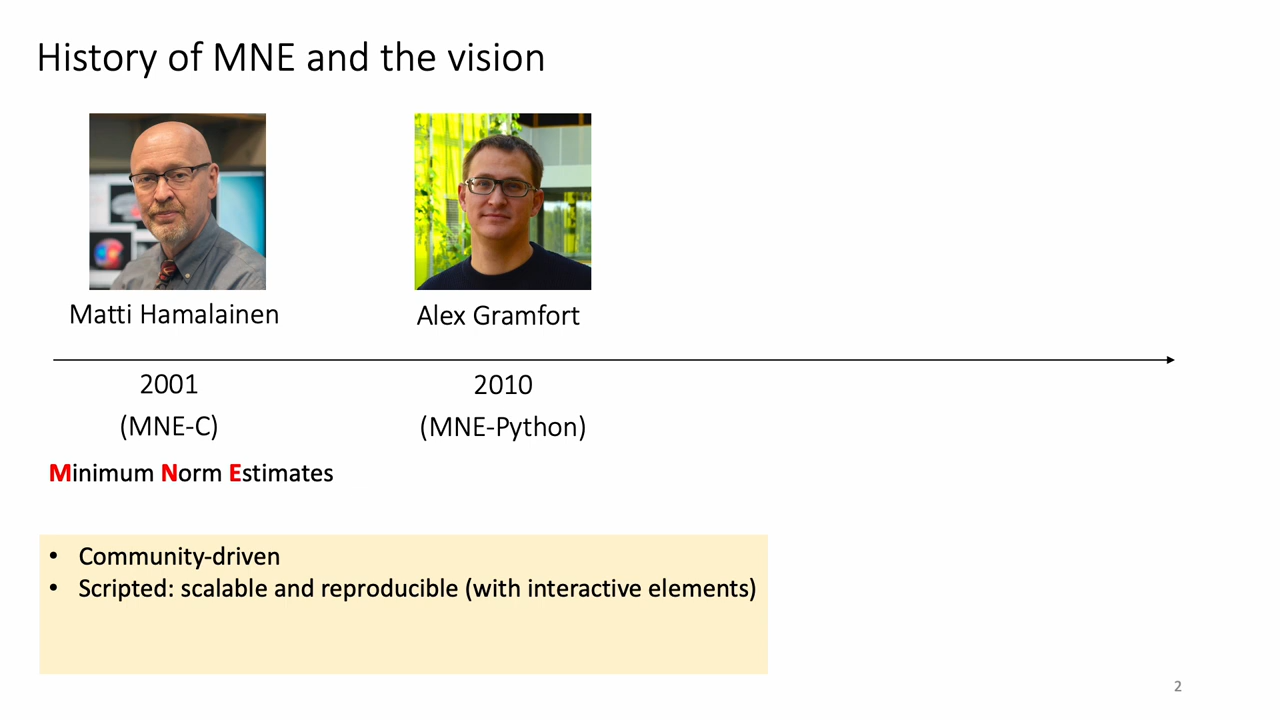 History of MNE and the vision
Matti Hamalainen
Alex Gramfort
2001
2010
(MNE-C)
(MNE-Python)
Minimum Norm Estimates
• Community-driven
• Scripted: scalable and reproducible (with interactive elements)
2